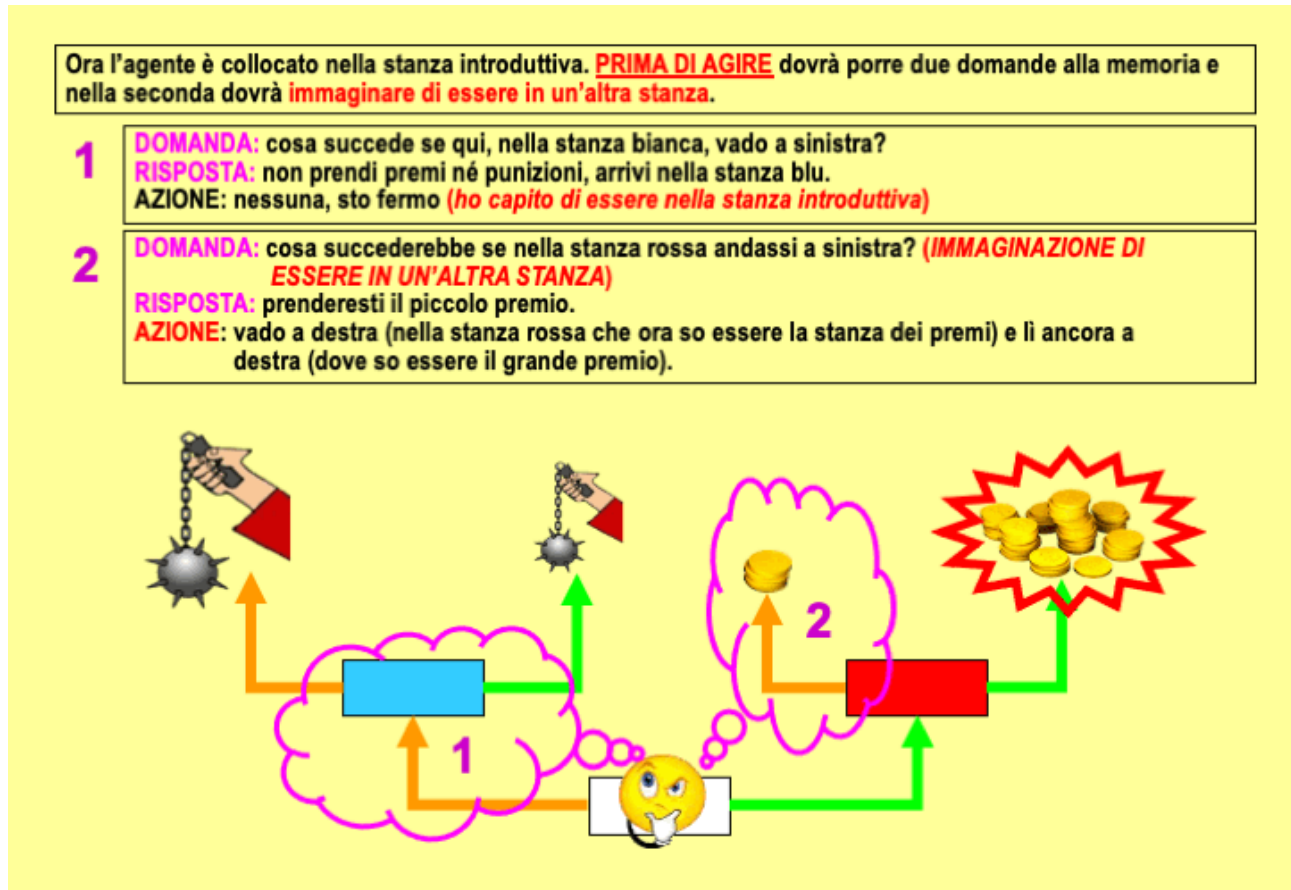 Ora l'agente è collocato nella stanza introduttiva. PRIMA DI AGIRE dovrà porre due domande alla memoria e
nella seconda dovrà immaginare di essere in un'altra stanza.
1
DOMANDA: cosa succede se qui, nella stanza bianca, vado a sinistra?
RISPOSTA: non prendi premi né punizioni, arrivi nella stanza blu.
AZIONE: nessuna, sto fermo (ho capito di essere nella stanza introduttiva)
2
DOMANDA: cosa succederebbe se nella stanza rossa andassi a sinistra? (IMMAGINAZIONE DI
ESSERE IN UN'ALTRA STANZA)
RISPOSTA: prenderesti il piccolo premio.
AZIONE: vado a destra (nella stanza rossa che ora so essere la stanza dei premi) e lì ancora a
destra (dove so essere il grande premio).
2
1